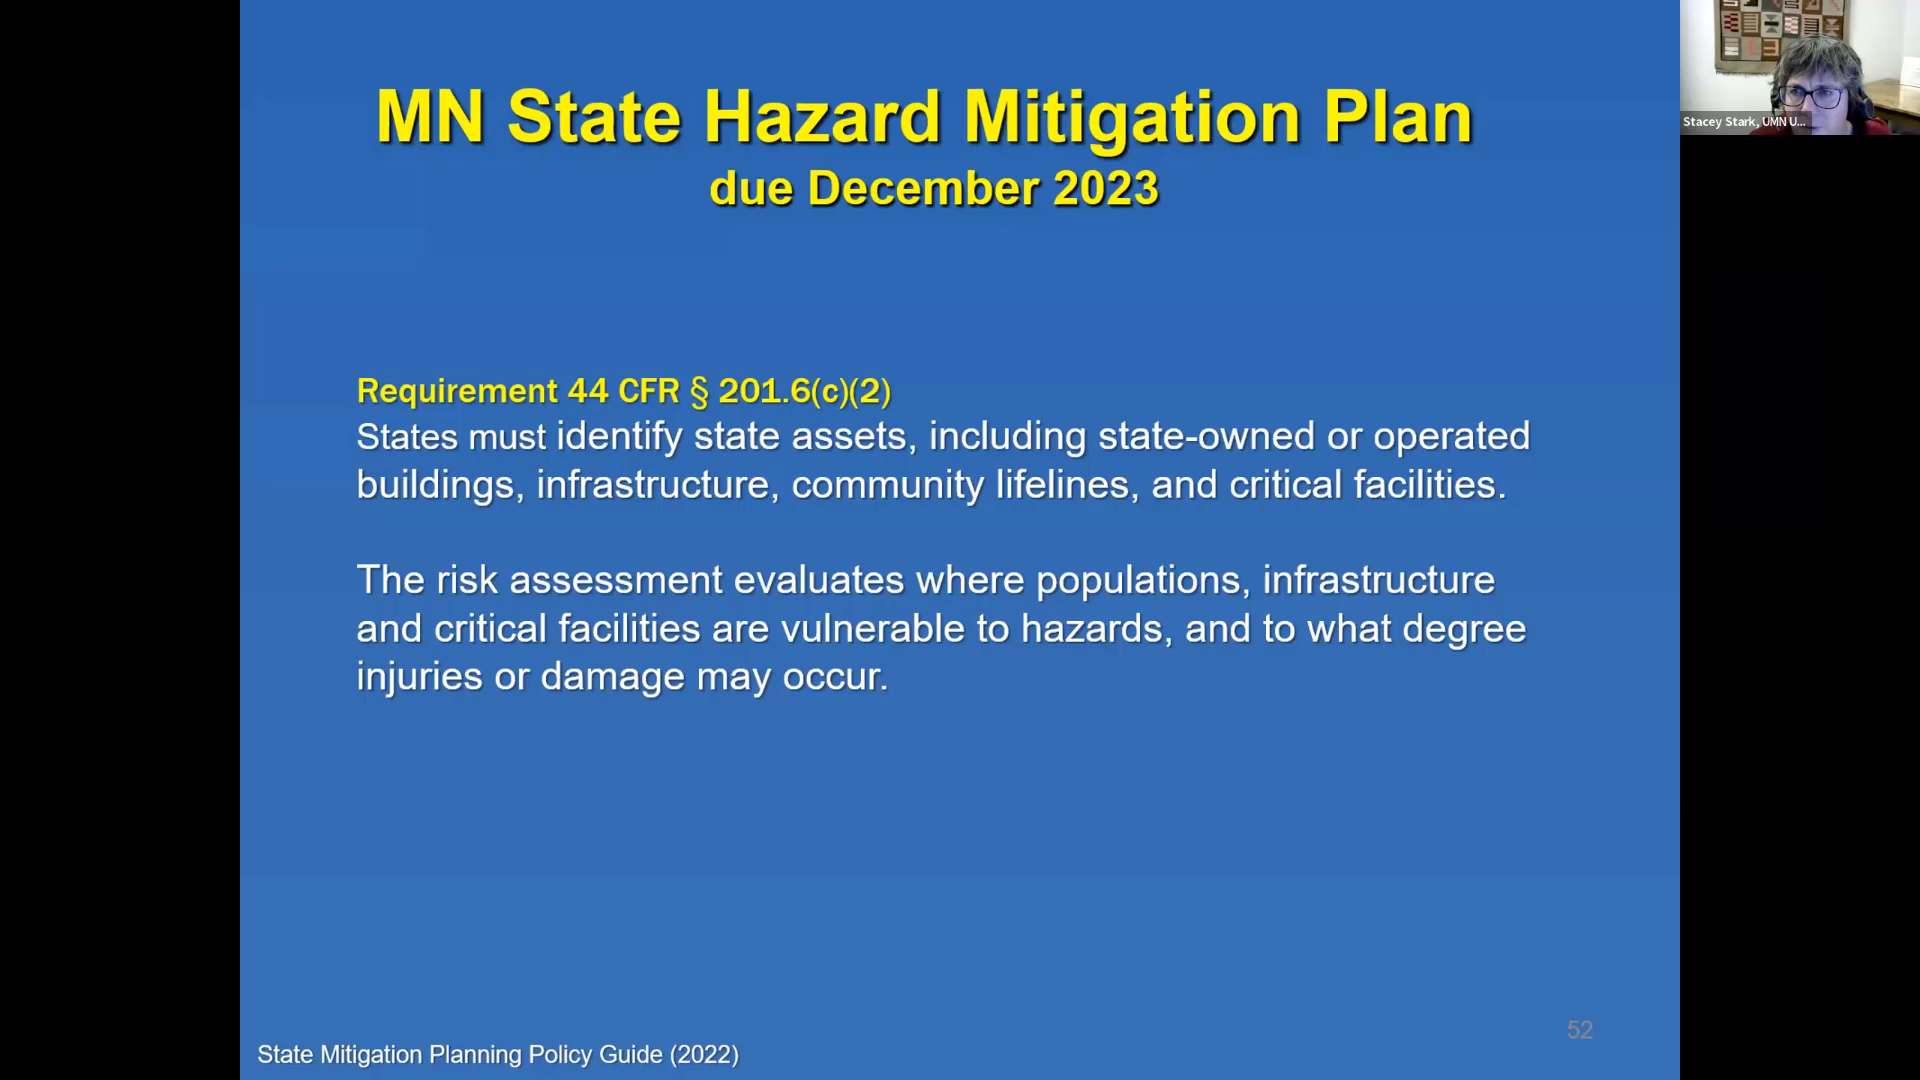 MN State Hazard Mitigation Plan
due December 2023
Stacey Stark, UMN U...
Requirement 44 CFR § 201.6(c)(2)
States must identify state assets, including state-owned or operated
buildings, infrastructure, community lifelines, and critical facilities.
The risk assessment evaluates where populations, infrastructure
and critical facilities are vulnerable to hazards, and to what degree
injuries or damage may occur.
52
State Mitigation Planning Policy Guide (2022)